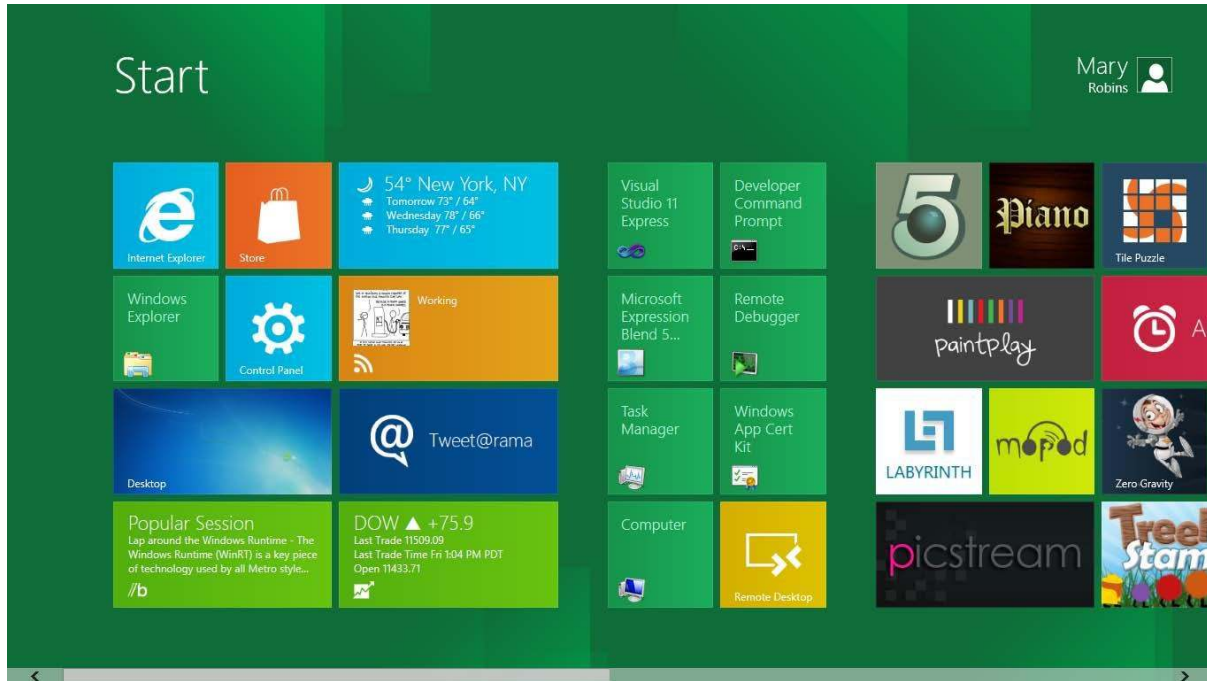 Start
Mary
Robins
Internet Explorer
Store
54° New York, NY
Tomorrow 73° / 64°
Wednesday 78° / 66°
Thursday 77° / 65°
Windows
Explorer
Control Panel
Working
Desktop
Tweet@rama
Popular Session
Lap around the Windows Runtime - The
Windows Runtime (WinRT) is a key piece
of technology used by all Metro style...
//b
DOW ▲ +75.9
Last Trade 11509.09
Last Trade Time Fri 1:04 PM PDT
Open 11433.71
Visual
Studio 11
Express
Developer
Command
Prompt
C:\_
Microsoft
Expression
Blend 5...
Remote
Debugger
Task
Manager
Windows
App Cert
Kit
Computer
Remote Desktop
5
Piano
Tile Puzzle
paintplay
A
LABYRINTH
mopod
Zero Gravity
picstream
Tree
Stam